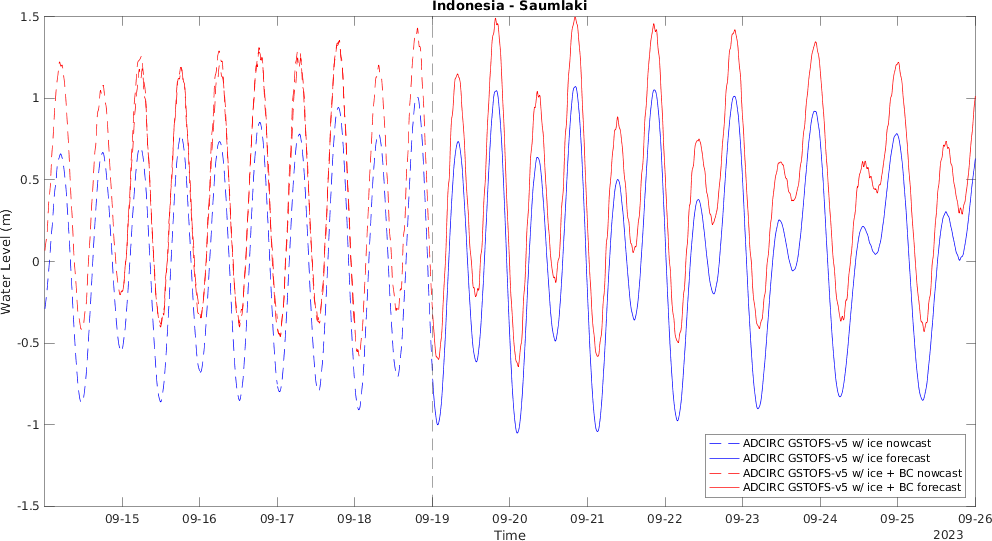 Indonesia - Saumlaki
1.5
1
0.5
0
-0.5
-1
-1.5
Water Level (m)
09-15 09-16 09-17 09-18 09-19 09-20 09-21 09-22 09-23 09-24 09-25 09-26
Time
2023
ADCIRC GSTOFS-v5 w/ ice nowcast
ADCIRC GSTOFS-v5 w/ ice forecast
ADCIRC GSTOFS-v5 w/ ice + BC nowcast
ADCIRC GSTOFS-v5 w/ ice + BC forecast